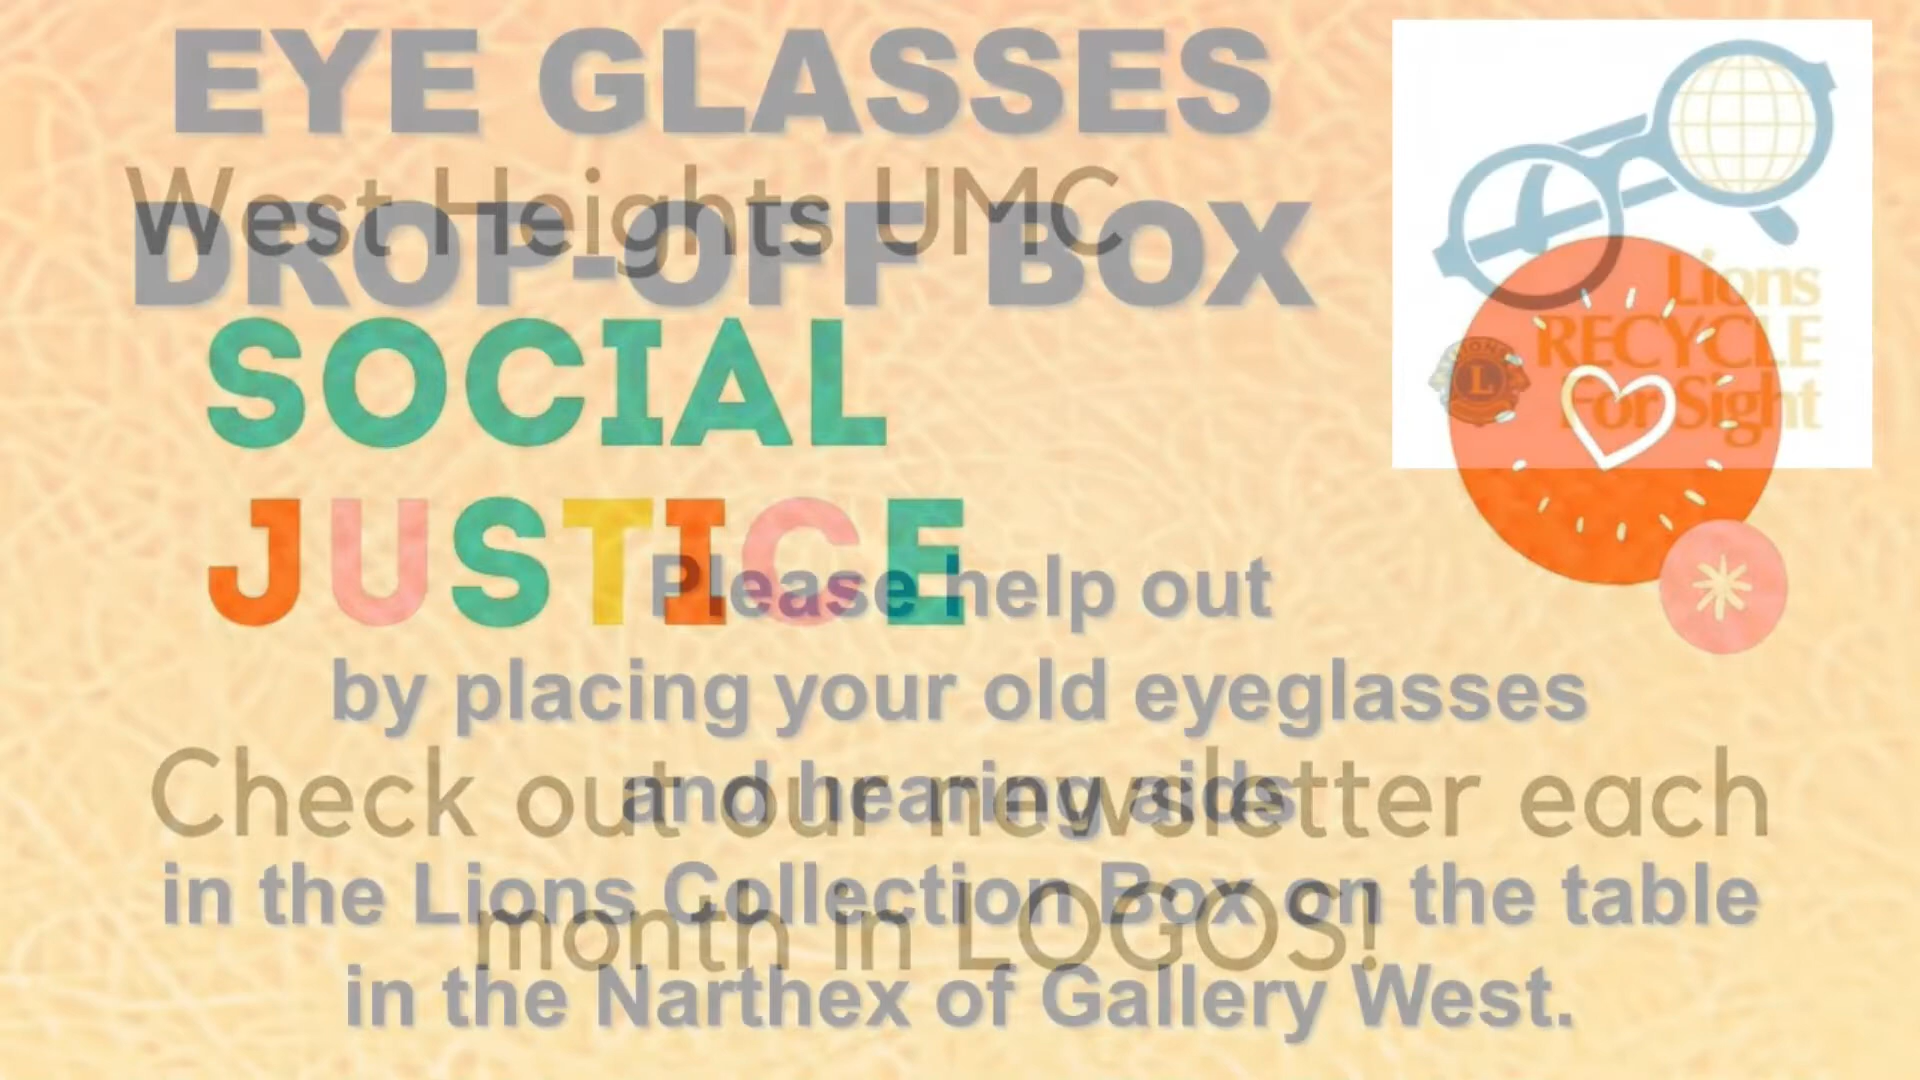 EYE GLASSES
DROP-OFF BOX
Lions
RECYCLE
For Sight
LIONS
L
Please help out
by placing your old eyeglasses
and hearing aids
in the Lions Collection Box on the table
in the Narthex of Gallery West.
West Heights UMC
SOCIAL
JUSTICE
Check out our newsletter each
month in LOGOS!